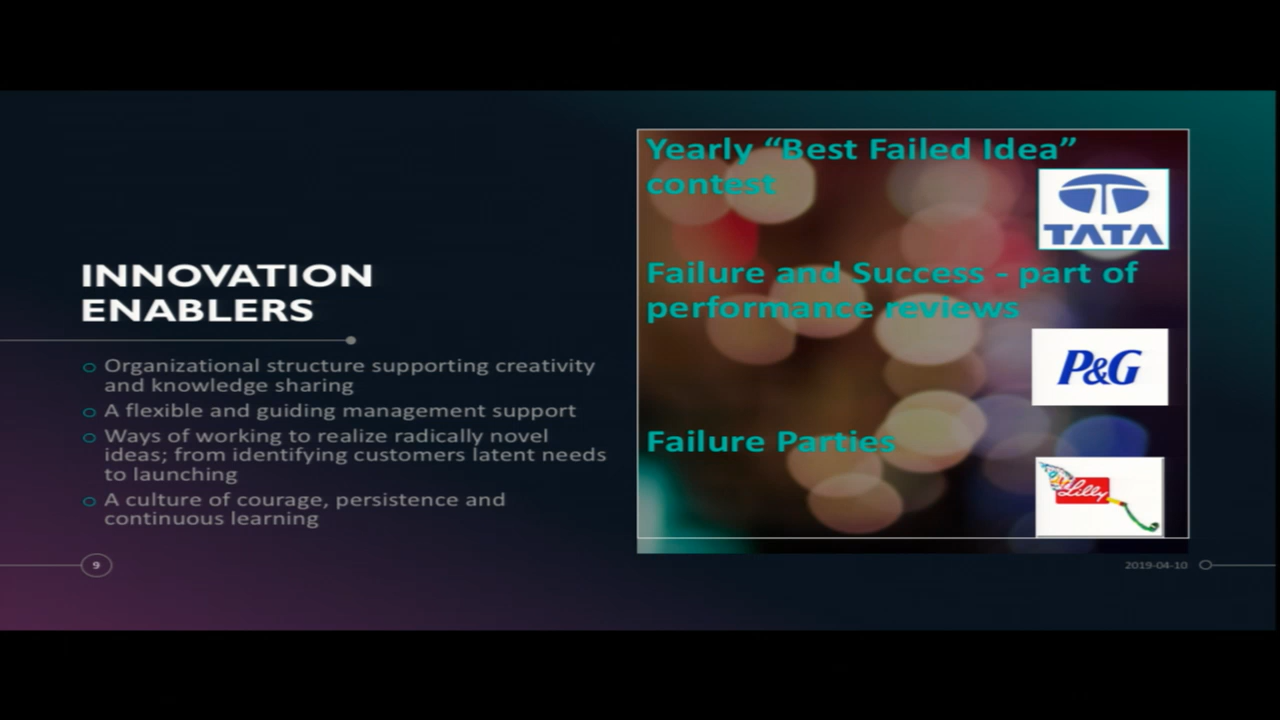 INNOVATION
ENABLERS
o Organizational structure supporting creativity
and knowledge sharing
o A flexible and guiding management support
o Ways of working to realize radically novel
ideas; from identifying customers latent needs
to launching
o A culture of courage, persistence and
continuous learning
9
Yearly “Best Failed Idea”
contest
TATA
Failure and Success - part of
performance reviews
P&G
Failure Parties
Lilly
2019-04-10